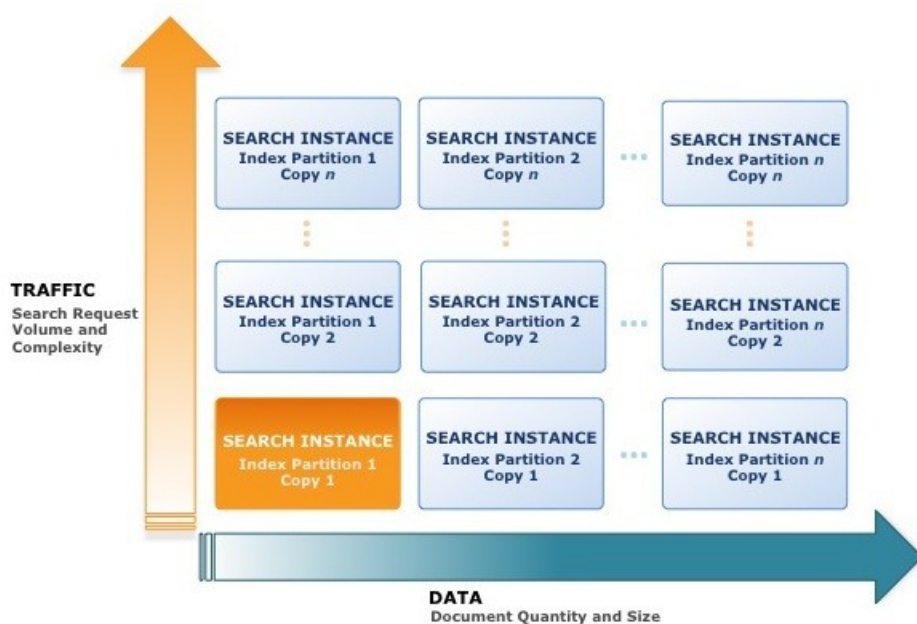 SEARCH INSTANCE
Index Partition 1
Copy n
SEARCH INSTANCE
Index Partition 2
Copy n
SEARCH INSTANCE
Index Partition n
Copy n
TRAFFIC
Search Request
Volume and
Complexity
SEARCH INSTANCE
Index Partition 1
Copy 2
SEARCH INSTANCE
Index Partition 2
Copy 2
SEARCH INSTANCE
Index Partition n
Copy 2
SEARCH INSTANCE
Index Partition 1
Copy 1
SEARCH INSTANCE
Index Partition 2
Copy 1
SEARCH INSTANCE
Index Partition n
Copy 1
DATA
Document Quantity and Size